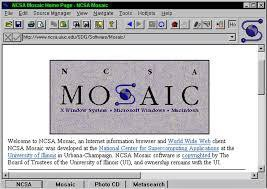 NCSA Mosaic Home Page - NCSA Mosaic
File Edit Source Manager View Navigate Tools Hotlists Help
http://www.ncsa.uiuc.edu/SDG/Software/Mosaic/
N C S A
MOSAIC
X Window System • Microsoft Windows • Macintosh
Welcome to NCSA Mosaic, an Internet information browser and World Wide Web client
NCSA Mosaic was developed at the National Center for Supercomputing Applications at the
University of Illinois in Urbana-Champaign. NCSA Mosaic software is copyrighted by The
Board of Trustees of the University of Illinois (UI), and ownership remains with the UI.
NCSA Mosaic Photo CD Metasearch